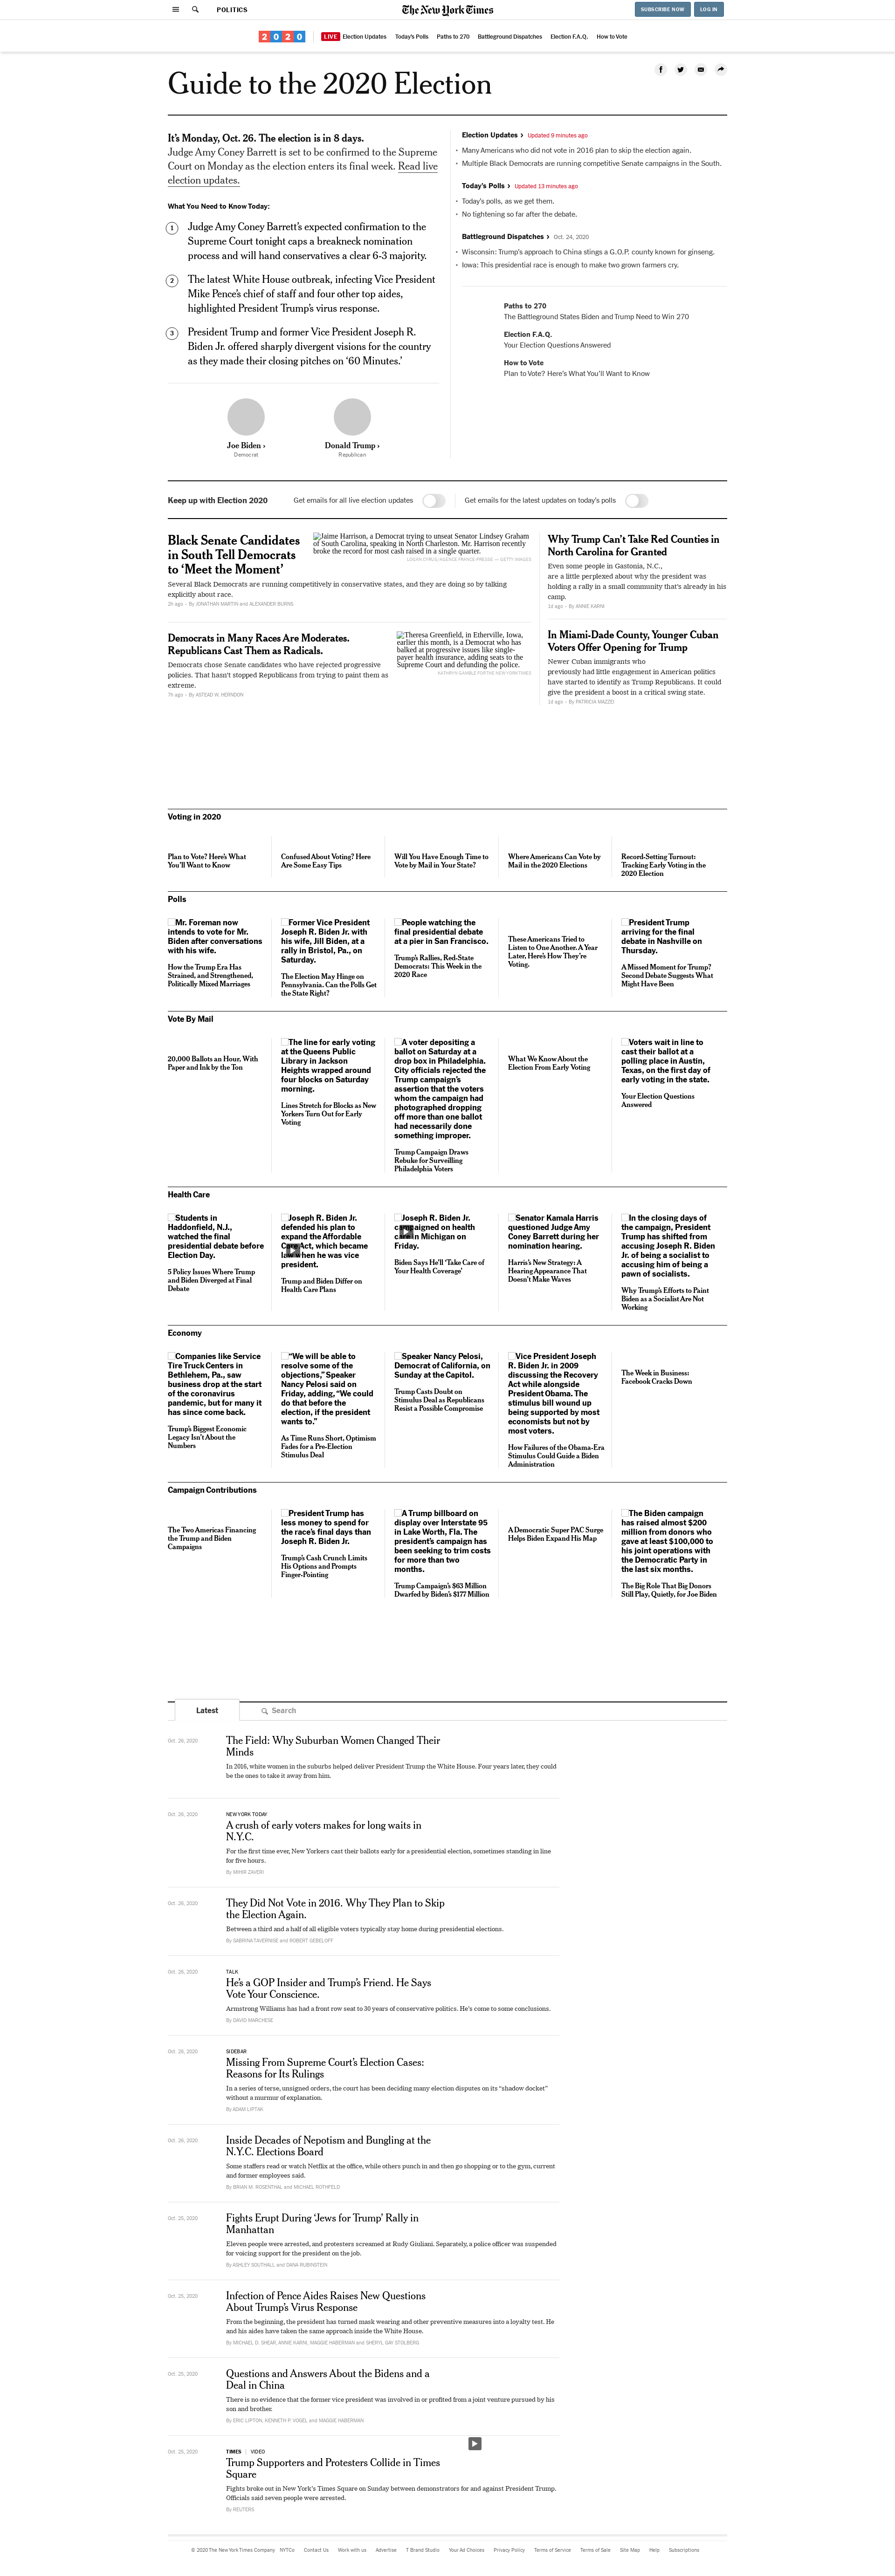 POLITICS
The New York Times
SUBSCRIBE NOW
LOG IN
2020
LIVE Election Updates
Today's Polls
Paths to 270
Battleground Dispatches
Election F.A.Q.
How to Vote
Guide to the 2020 Election
It's Monday, Oct. 26. The election is in 8 days.
Judge Amy Coney Barrett is set to be confirmed to the Supreme
Court on Monday as the election enters its final week. Read live
election updates.
What You Need to Know Today:
1
Judge Amy Coney Barrett's expected confirmation to the
Supreme Court tonight caps a breakneck nomination
process and will hand conservatives a clear 6-3 majority.
2
The latest White House outbreak, infecting Vice President
Mike Pence's chief of staff and four other top aides,
highlighted President Trump's virus response.
3
President Trump and former Vice President Joseph R.
Biden Jr. offered sharply divergent visions for the country
as they made their closing pitches on '60 Minutes.'
Joe Biden ›
Democrat
Donald Trump ›
Republican
Election Updates › Updated 9 minutes ago
• Many Americans who did not vote in 2016 plan to skip the election again.
• Multiple Black Democrats are running competitive Senate campaigns in the South.
Today's Polls › Updated 13 minutes ago
• Today's polls, as we get them.
• No tightening so far after the debate.
Battleground Dispatches › Oct. 24, 2020
• Wisconsin: Trump's approach to China stings a G.O.P. county known for ginseng.
• Iowa: This presidential race is enough to make two grown farmers cry.
Paths to 270
The Battleground States Biden and Trump Need to Win 270
Election F.A.Q.
Your Election Questions Answered
How to Vote
Plan to Vote? Here's What You'll Want to Know
Keep up with Election 2020
Get emails for all live election updates
Get emails for the latest updates on today's polls
Black Senate Candidates
in South Tell Democrats
to 'Meet the Moment'
Jaime Harrison, a Democrat trying to unseat Senator Lindsey Graham
of South Carolina, speaking in North Charleston. Mr. Harrison recently
broke the record for most cash raised in a single quarter.
LOGAN CYRUS/AGENCE FRANCE-PRESSE — GETTY IMAGES
Several Black Democrats are running competitively in conservative states, and they are doing so by talking
explicitly about race.
2h ago – By JONATHAN MARTIN and ALEXANDER BURNS
Democrats in Many Races Are Moderates.
Republicans Cast Them as Radicals.
Democrats chose Senate candidates who have rejected progressive
policies. That hasn't stopped Republicans from trying to paint them as
extreme.
7h ago – By ASTEAD W. HERNDON
Theresa Greenfield, in Etherville, Iowa,
earlier this month, is a Democrat who has
balked at progressive issues like single-
payer health insurance, adding seats to the
Supreme Court and defunding the police.
KATHRYN GAMBLE FOR THE NEW YORK TIMES
Why Trump Can't Take Red Counties in
North Carolina for Granted
Even some people in Gastonia, N.C.,
are a little perplexed about why the president was
holding a rally in a small community that's already in his
camp.
1d ago – By ANNIE KARNI
In Miami-Dade County, Younger Cuban
Voters Offer Opening for Trump
Newer Cuban immigrants who
previously had little engagement in American politics
have started to identify as Trump Republicans. It could
give the president a boost in a critical swing state.
1d ago – By PATRICIA MAZZEI
Voting in 2020
Plan to Vote? Here's What
You'll Want to Know
Confused About Voting? Here
Are Some Easy Tips
Will You Have Enough Time to
Vote by Mail in Your State?
Where Americans Can Vote by
Mail in the 2020 Elections
Record-Setting Turnout:
Tracking Early Voting in the
2020 Election
Polls
Mr. Foreman now
intends to vote for Mr.
Biden after conversations
with his wife.
How the Trump Era Has
Strained, and Strengthened,
Politically Mixed Marriages
Former Vice President
Joseph R. Biden Jr. with
his wife, Jill Biden, at a
rally in Bristol, Pa., on
Saturday.
The Election May Hinge on
Pennsylvania. Can the Polls Get
the State Right?
People watching the
final presidential debate
at a pier in San Francisco.
Trump's Rallies, Red-State
Democrats: This Week in the
2020 Race
These Americans Tried to
Listen to One Another. A Year
Later, Here's How They're
Voting.
President Trump
arriving for the final
debate in Nashville on
Thursday.
A Missed Moment for Trump?
Second Debate Suggests What
Might Have Been
Vote By Mail
20,000 Ballots an Hour, With
Paper and Ink by the Ton
The line for early voting
at the Queens Public
Library in Jackson
Heights wrapped around
four blocks on Saturday
morning.
Lines Stretch for Blocks as New
Yorkers Turn Out for Early
Voting
A voter depositing a
ballot on Saturday at a
drop box in Philadelphia.
City officials rejected the
Trump campaign's
assertion that the voters
whom the campaign had
photographed dropping
off more than one ballot
had necessarily done
something improper.
Trump Campaign Draws
Rebuke for Surveilling
Philadelphia Voters
What We Know About the
Election From Early Voting
Voters wait in line to
cast their ballot at a
polling place in Austin,
Texas, on the first day of
early voting in the state.
Your Election Questions
Answered
Health Care
Students in
Haddonfield, N.J.,
watched the final
presidential debate before
Election Day.
5 Policy Issues Where Trump
and Biden Diverged at Final
Debate
Joseph R. Biden Jr.
defended his plan to
expand the Affordable
Care Act, which became
when he was vice
president.
Trump and Biden Differ on
Health Care Plans
Joseph R. Biden Jr.
campaigned on health
care in Michigan on
Friday.
Biden Says He'll 'Take Care of
Your Health Coverage'
Senator Kamala Harris
questioned Judge Amy
Coney Barrett during her
nomination hearing.
Harris's New Strategy: A
Hearing Appearance That
Doesn't Make Waves
In the closing days of
the campaign, President
Trump has shifted from
accusing Joseph R. Biden
Jr. of being a socialist to
accusing him of being a
pawn of socialists.
Why Trump's Efforts to Paint
Biden as a Socialist Are Not
Working
Economy
Companies like Service
Tire Truck Centers in
Bethlehem, Pa., saw
business drop at the start
of the coronavirus
pandemic, but for many it
has since come back.
Trump's Biggest Economic
Legacy Isn't About the
Numbers
"We will be able to
resolve some of the
objections," Speaker
Nancy Pelosi said on
Friday, adding, "We could
do that before the
election, if the president
wants to."
As Time Runs Short, Optimism
Fades for a Pre-Election
Stimulus Deal
Speaker Nancy Pelosi,
Democrat of California, on
Sunday at the Capitol.
Trump Casts Doubt on
Stimulus Deal as Republicans
Resist a Possible Compromise
Vice President Joseph
R. Biden Jr. in 2009
discussing the Recovery
Act while alongside
President Obama. The
stimulus bill wound up
being supported by most
economists but not by
most voters.
How Failures of the Obama-Era
Stimulus Could Guide a Biden
Administration
The Week in Business:
Facebook Cracks Down
Campaign Contributions
The Two Americas Financing
the Trump and Biden
Campaigns
President Trump has
less money to spend for
the race's final days than
Joseph R. Biden Jr.
Trump's Cash Crunch Limits
His Options and Prompts
Finger-Pointing
A Trump billboard on
display over Interstate 95
in Lake Worth, Fla. The
president's campaign has
been seeking to trim costs
for more than two
months.
Trump Campaign's $63 Million
Dwarfed by Biden's $177 Million
A Democratic Super PAC Surge
Helps Biden Expand His Map
The Biden campaign
has raised almost $200
million from donors who
gave at least $100,000 to
his joint operations with
the Democratic Party in
the last six months.
The Big Role That Big Donors
Still Play, Quietly, for Joe Biden
Latest
Search
Oct. 26, 2020
The Field: Why Suburban Women Changed Their
Minds
In 2016, white women in the suburbs helped deliver President Trump the White House. Four years later, they could
be the ones to take it away from him.
Oct. 26, 2020
NEW YORK TODAY
A crush of early voters makes for long waits in
N.Y.C.
For the first time ever, New Yorkers cast their ballots early for a presidential election, sometimes standing in line
for five hours.
By MIHIR ZAVERI
Oct. 26, 2020
They Did Not Vote in 2016. Why They Plan to Skip
the Election Again.
Between a third and a half of all eligible voters typically stay home during presidential elections.
By SABRINA TAVERNISE and ROBERT GEBELOFF
Oct. 26, 2020
TALK
He's a GOP Insider and Trump's Friend. He Says
Vote Your Conscience.
Armstrong Williams has had a front row seat to 30 years of conservative politics. He's come to some conclusions.
By DAVID MARCHESE
Oct. 26, 2020
SIDEBAR
Missing From Supreme Court's Election Cases:
Reasons for Its Rulings
In a series of terse, unsigned orders, the court has been deciding many election disputes on its "shadow docket"
without a murmur of explanation.
By ADAM LIPTAK
Oct. 26, 2020
Inside Decades of Nepotism and Bungling at the
N.Y.C. Elections Board
Some staffers read or watch Netflix at the office, while others punch in and then go shopping or to the gym, current
and former employees said.
By BRIAN M. ROSENTHAL and MICHAEL ROTHFELD
Oct. 25, 2020
Fights Erupt During 'Jews for Trump' Rally in
Manhattan
Eleven people were arrested, and protesters screamed at Rudy Giuliani. Separately, a police officer was suspended
for voicing support for the president on the job.
By ASHLEY SOUTHALL and DANA RUBINSTEIN
Oct. 25, 2020
Infection of Pence Aides Raises New Questions
About Trump's Virus Response
From the beginning, the president has turned mask wearing and other preventive measures into a loyalty test. He
and his aides have taken the same approach inside the White House.
By MICHAEL D. SHEAR, ANNIE KARNI, MAGGIE HABERMAN and SHERYL GAY STOLBERG
Oct. 25, 2020
Questions and Answers About the Bidens and a
Deal in China
There is no evidence that the former vice president was involved in or profited from a joint venture pursued by his
son and brother.
By ERIC LIPTON, KENNETH P. VOGEL and MAGGIE HABERMAN
Oct. 25, 2020
TIMES | VIDEO
Trump Supporters and Protesters Collide in Times
Square
Fights broke out in New York's Times Square on Sunday between demonstrators for and against President Trump.
Officials said seven people were arrested.
By REUTERS
© 2020 The New York Times Company
NYTCo
Contact Us
Work with us
Advertise
T Brand Studio
Your Ad Choices
Privacy Policy
Terms of Service
Terms of Sale
Site Map
Help
Subscriptions